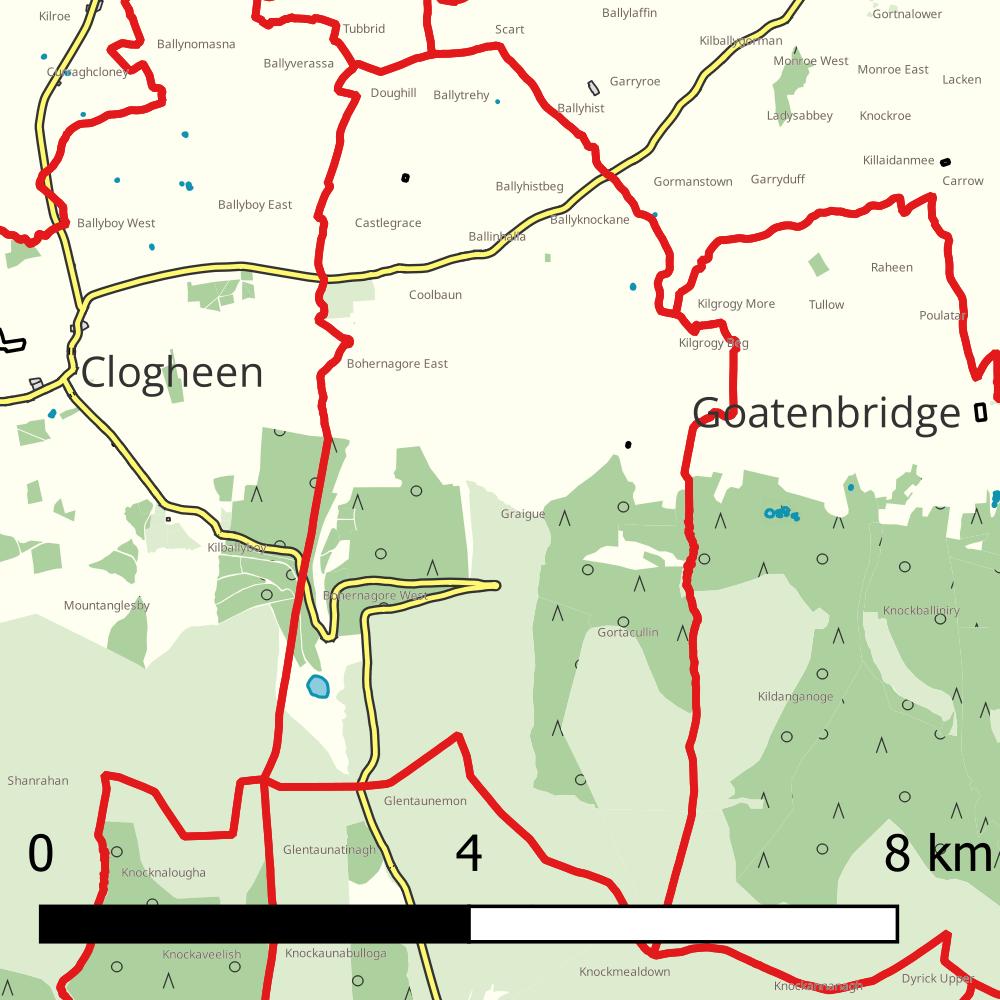 Kilroe
Ballynomasna
Tubbrid
Scart
Ballylaffin
Gortnalower
Kilballygorman
Curraghcloney
Ballyverassa
Doughill
Ballytrehy
Garryroe
Monroe West
Monroe East
Lacken
Ballyhist
Ladysabbey
Knockroe
Killaidanmee
Carrow
Ballyhistbeg
Gormanstown
Garryduff
Ballyboy West
Ballyboy East
Castlegrace
Ballinhalla
Ballyknockane
Raheen
Coolbaun
Kilgrogy More
Tullow
Poulatar
Kilgrogy Beg
Bohernagore East
Clogheen
Goatenbridge
Graigue
Kilballyboy
Mountanglesby
Bohernagore West
Gortacullin
Knockballiniry
Kildanganoge
Shanrahan
Glentaunemon
0 4 8 km
Glentaunatinagh
Knocknalougha
Knockaveelish
Knockaunabulloga
Knockmealdown
Knockannanagh
Dyrick Upper